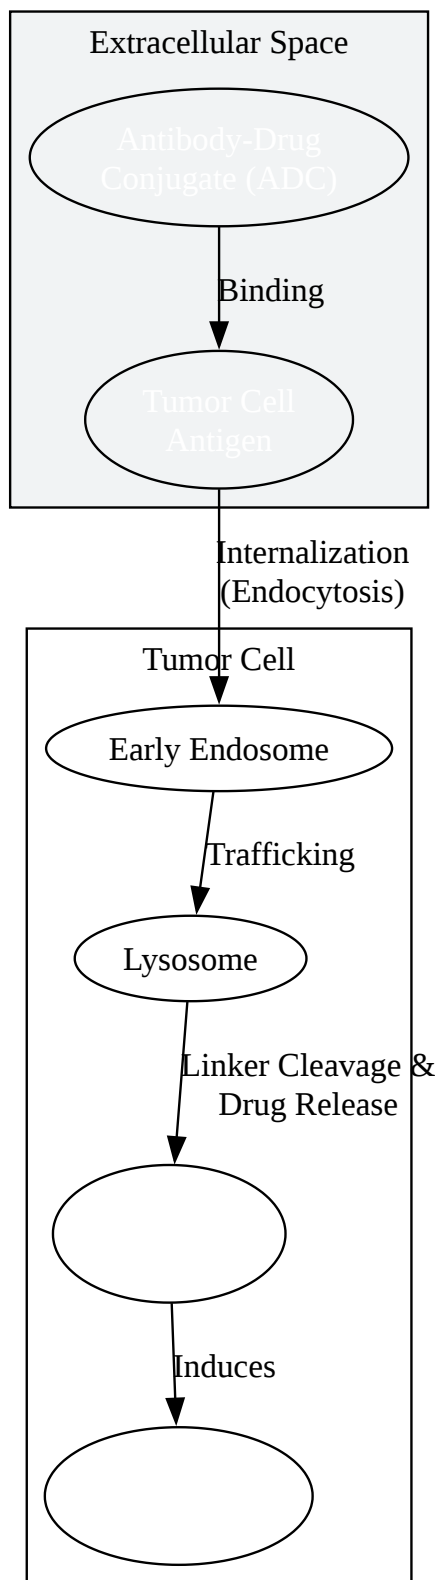 Extracellular Space
Antibody-Drug
Conjugate (ADC)
Binding
Tumor Cell
Antigen
Internalization
(Endocytosis)
Tumor Cell
Early Endosome
Trafficking
Lysosome
Linker Cleavage &
Drug Release
Induces